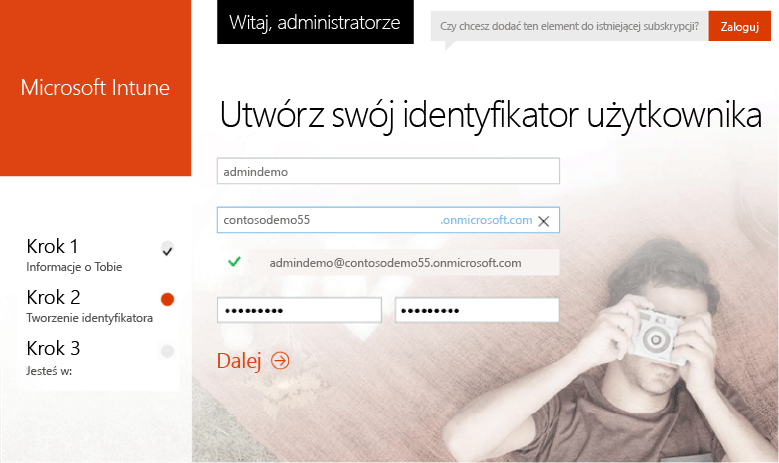 Witaj, administratorze
Czy chcesz dodać ten element do istniejącej subskrypcji?
Zaloguj
Microsoft Intune
Utwórz swój identyfikator użytkownika
admindemo
contosodemo55 .onmicrosoft.com
admindemo@contosodemo55.onmicrosoft.com
••••••••• •••••••••
Dalej
Krok 1
Informacje o Tobie
Krok 2
Tworzenie identyfikatora
Krok 3
Jesteś w: